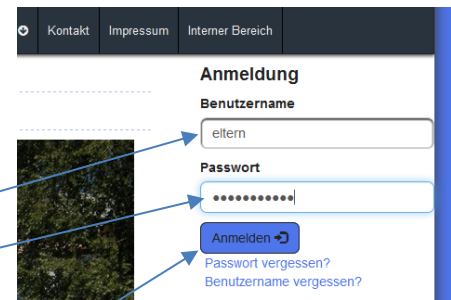 Kontakt Impressum Interner Bereich
Anmeldung
Benutzername
eltern
Passwort
•••••••••••
Anmelden
Passwort vergessen?
Benutzername vergessen?